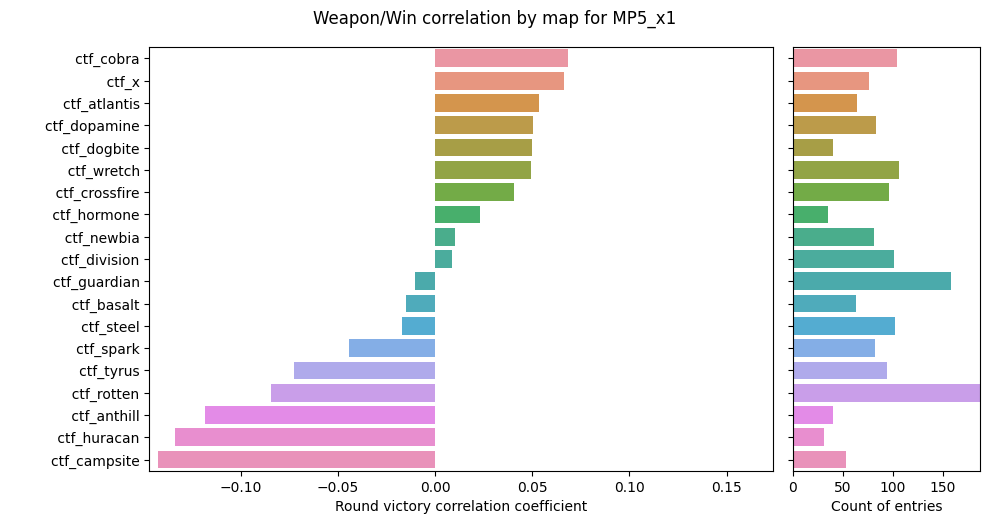 Weapon/Win correlation by map for MP5_x1
ctf_cobra
ctf_x
ctf_atlantis
ctf_dopamine
ctf_dogbite
ctf_wretch
ctf_crossfire
ctf_hormone
ctf_newbia
ctf_division
ctf_guardian
ctf_basalt
ctf_steel
ctf_spark
ctf_tyrus
ctf_rotten
ctf_anthill
ctf_huracan
ctf_campsite
−0.10 −0.05 0.00 0.05 0.10 0.15
Round victory correlation coefficient
0 50 100 150
Count of entries